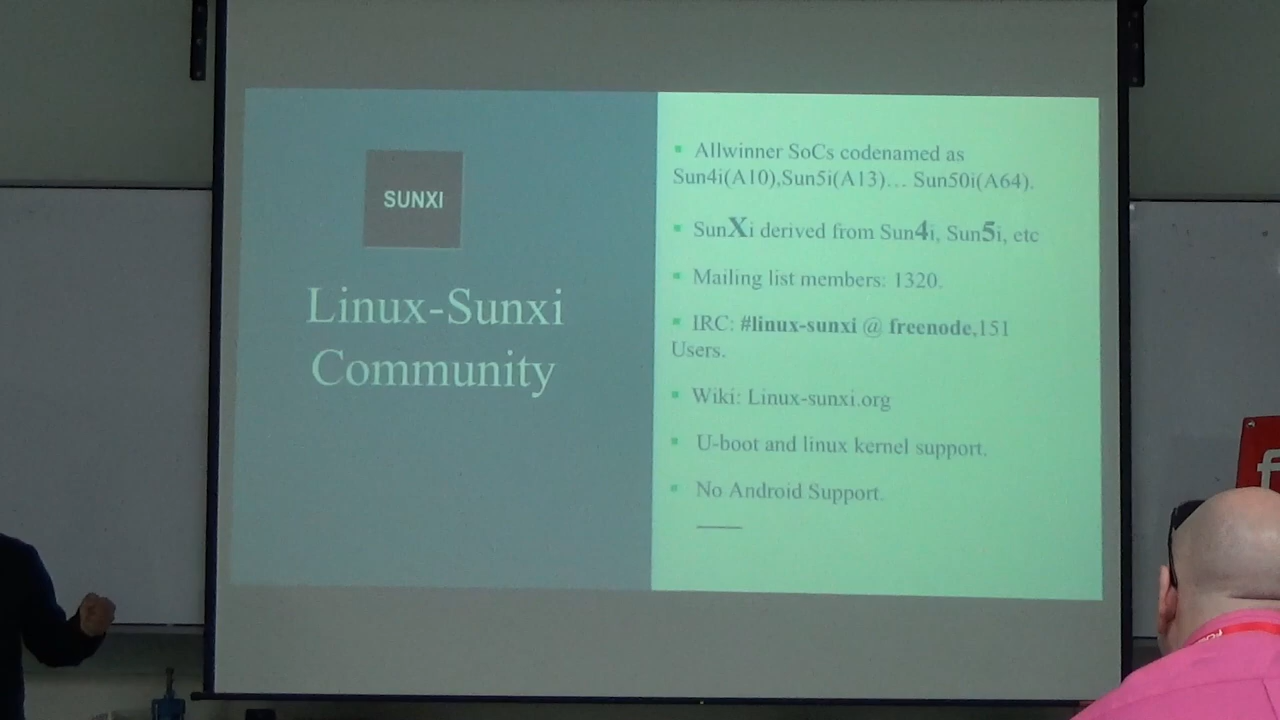 SUNXI
Linux-Sunxi
Community
Allwinner SoCs codenamed as
Sun4i(A10),Sun5i(A13)... Sun50i(A64).
SunXi derived from Sun4i, Sun5i, etc
Mailing list members: 1320.
IRC: #linux-sunxi @ freenode,151
Users.
Wiki: Linux-sunxi.org
U-boot and linux kernel support.
No Android Support.
f